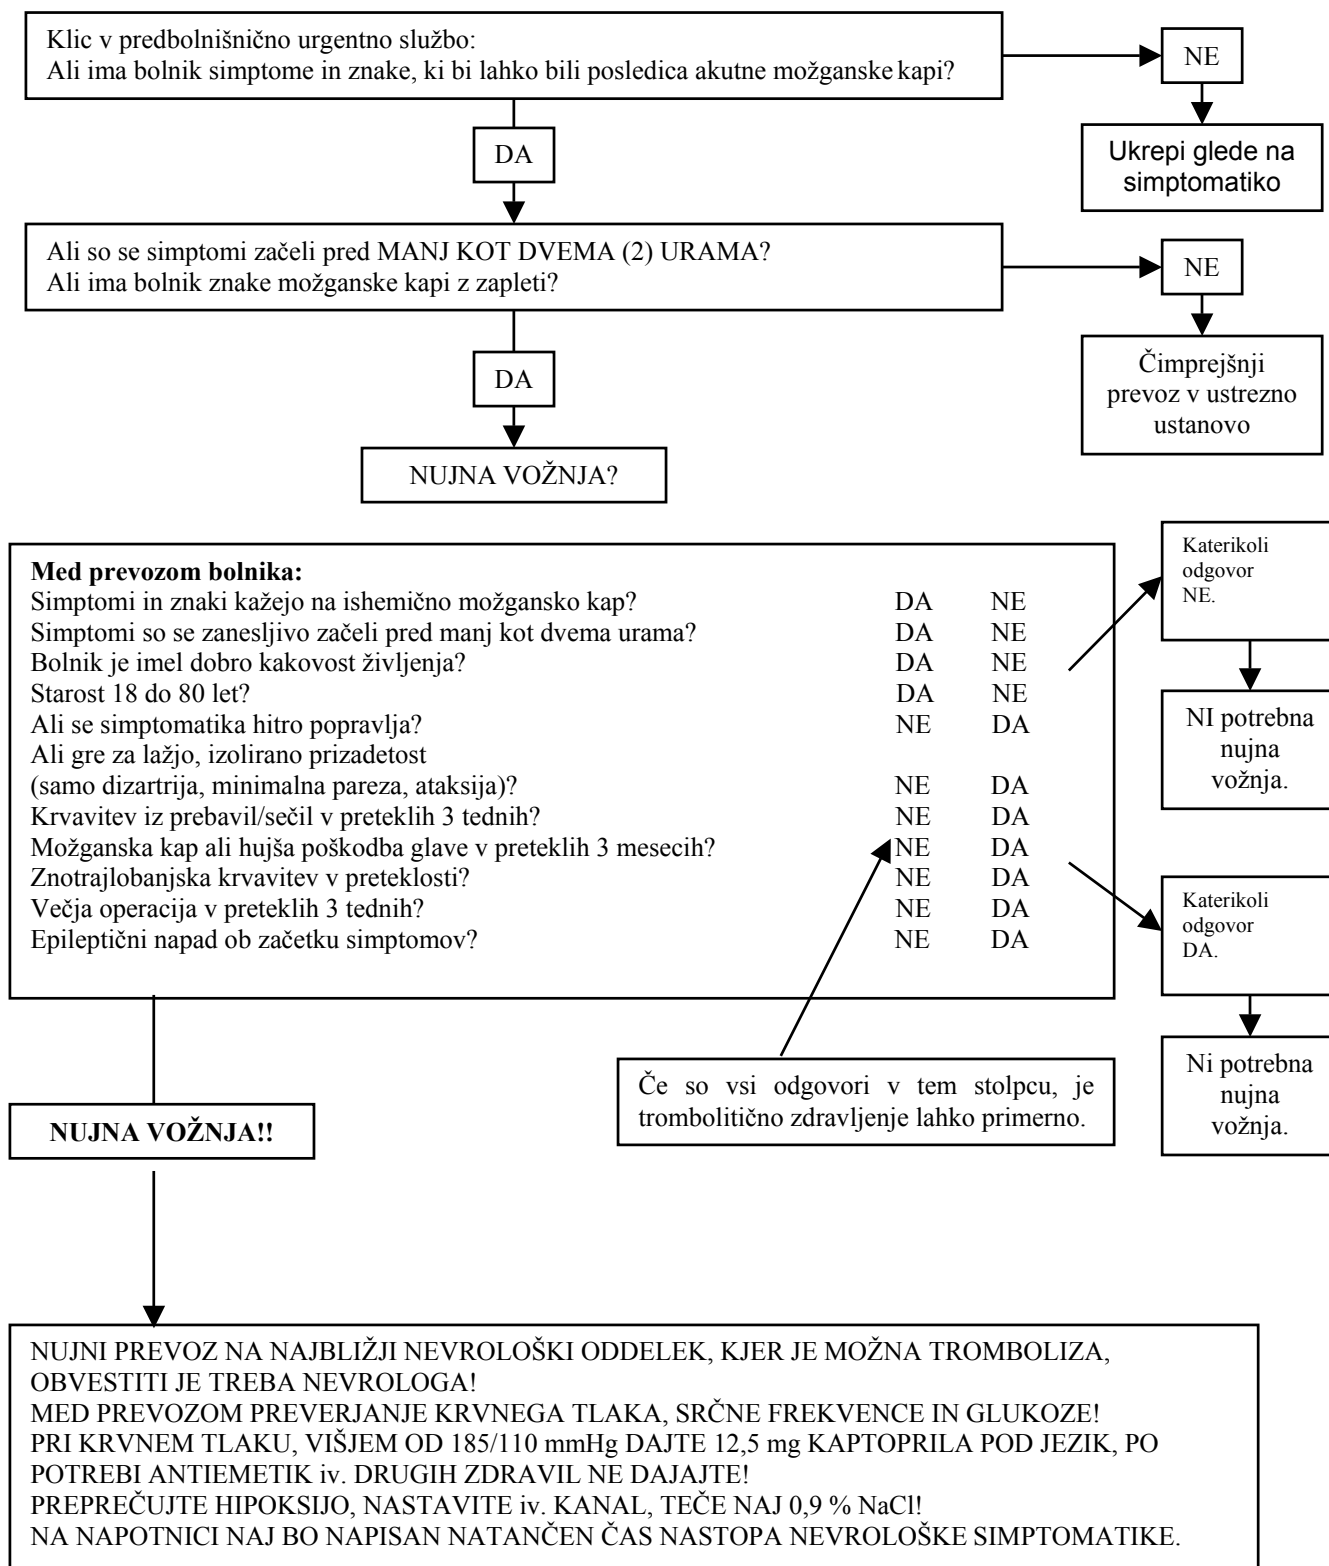 Klic v predbolnišnično urgentno službo:
Ali ima bolnik simptome in znake, ki bi lahko bili posledica akutne možganske kapi?
NE
DA
Ukrepi glede na
simptomatiko
Ali so se simptomi začeli pred MANJ KOT DVEMA (2) URAMA?
Ali ima bolnik znake možganske kapi z zapleti?
NE
DA
Čimprejšnji
prevoz v ustrezno
ustanovo
NUJNA VOŽNJA?
Med prevozom bolnika:
Simptomi in znaki kažejo na ishemično možgansko kap? DA NE
Simptomi so se zanesljivo začeli pred manj kot dvema urama? DA NE
Bolnik je imel dobro kakovost življenja? DA NE
Starost 18 do 80 let? DA NE
Ali se simptomatika hitro popravlja? NE DA
Ali gre za lažjo, izolirano prizadetost
(samo dizartrija, minimalna pareza, ataksija)? NE DA
Krvavitev iz prebavil/sečil v preteklih 3 tednih? NE DA
Možganska kap ali hujša poškodba glave v preteklih 3 mesecih? NE DA
Znotrajlobanjska krvavitev v preteklosti? NE DA
Večja operacija v preteklih 3 tednih? NE DA
Epileptični napad ob začetku simptomov? NE DA
Katerikoli
odgovor
NE.
NI potrebna
nujna
vožnja.
Katerikoli
odgovor
DA.
Ni potrebna
nujna
vožnja.
Če so vsi odgovori v tem stolpcu, je
trombolitično zdravljenje lahko primerno.
NUJNA VOŽNJA!!
NUJNI PREVOZ NA NAJBLIŽJI NEVROLOŠKI ODDELEK, KJER JE MOŽNA TROMBOLIZA,
OBVESTITI JE TREBA NEVROLOGA!
MED PREVOZOM PREVERJANJE KRVNEGA TLAKA, SRČNE FREKVENCE IN GLUKOZE!
PRI KRVNEM TLAKU, VIŠJEM OD 185/110 mmHg DAJTE 12,5 mg KAPTOPRILA POD JEZIK, PO
POTREBI ANTIEMETIK iv. DRUGIH ZDRAVIL NE DAJAJTE!
PREPREČUJTE HIPOKSIJO, NASTAVITE iv. KANAL, TEČE NAJ 0,9 % NaCl!
NA NAPOTNICI NAJ BO NAPISAN NATANČEN ČAS NASTOPA NEVROLOŠKE SIMPTOMATIKE.